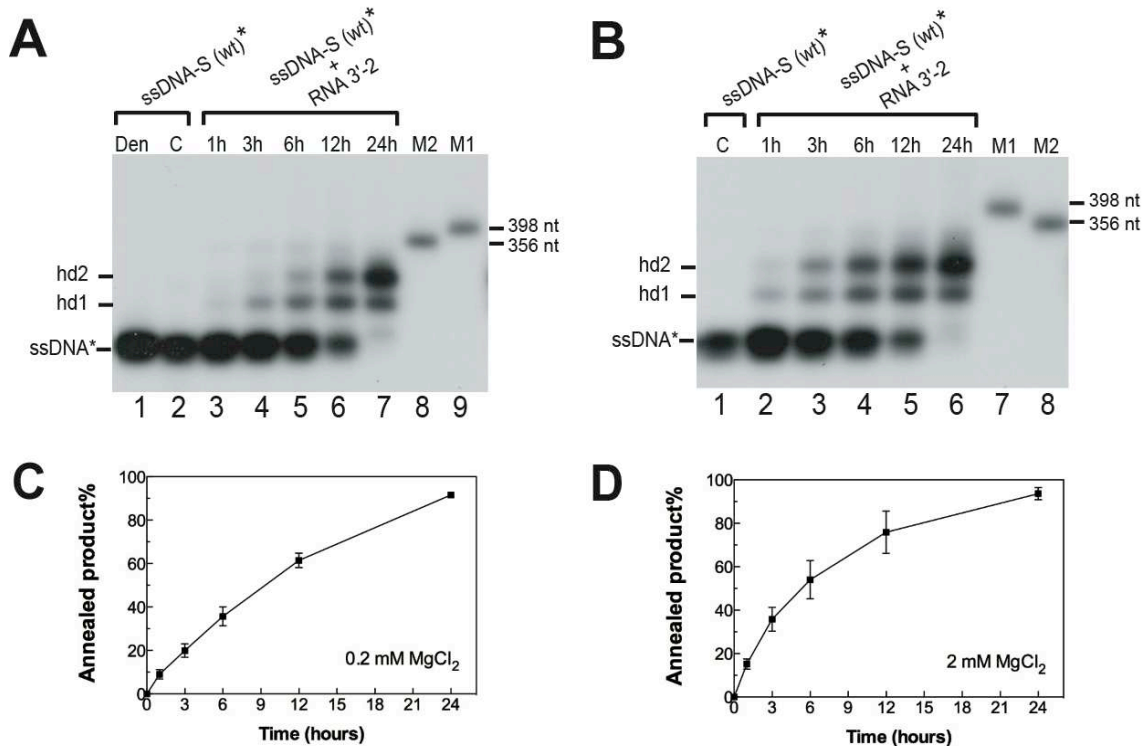 A
ssDNA-S (wt)*
ssDNA-S (wt)*
+
RNA 3'-2
Den C 1h 3h 6h 12h 24h M2 M1
398 nt
356 nt
hd2
hd1
ssDNA*
1 2 3 4 5 6 7 8 9
B
ssDNA-S (wt)*
ssDNA-S (wt)*
+
RNA 3'-2
C 1h 3h 6h 12h 24h M1 M2
398 nt
356 nt
hd2
hd1
ssDNA*
1 2 3 4 5 6 7 8
C
Annealed product%
100
80
60
40
20
0
0.2 mM MgCl2
0 3 6 9 12 15 18 21 24
Time (hours)
D
Annealed product%
100
80
60
40
20
0
2 mM MgCl2
0 3 6 9 12 15 18 21 24
Time (hours)